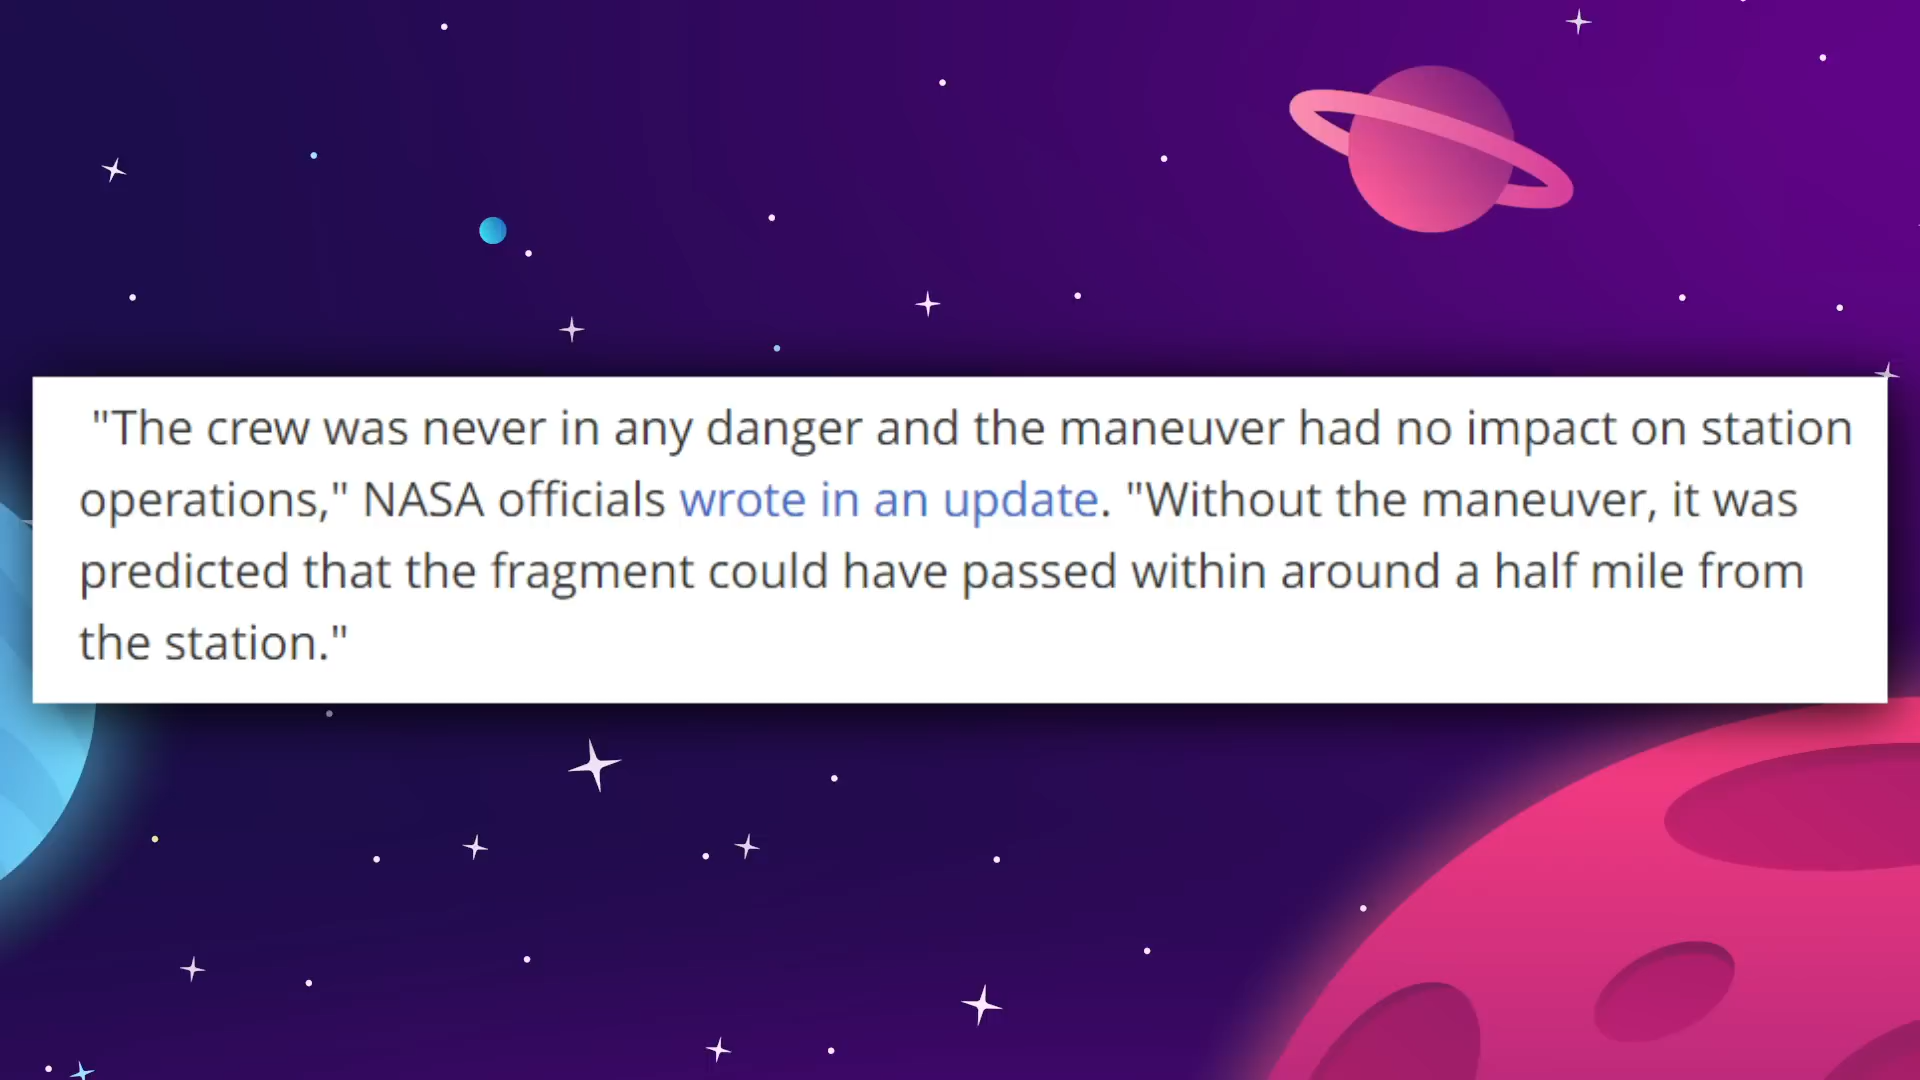 "The crew was never in any danger and the maneuver had no impact on station
operations," NASA officials wrote in an update. "Without the maneuver, it was
predicted that the fragment could have passed within around a half mile from
the station."